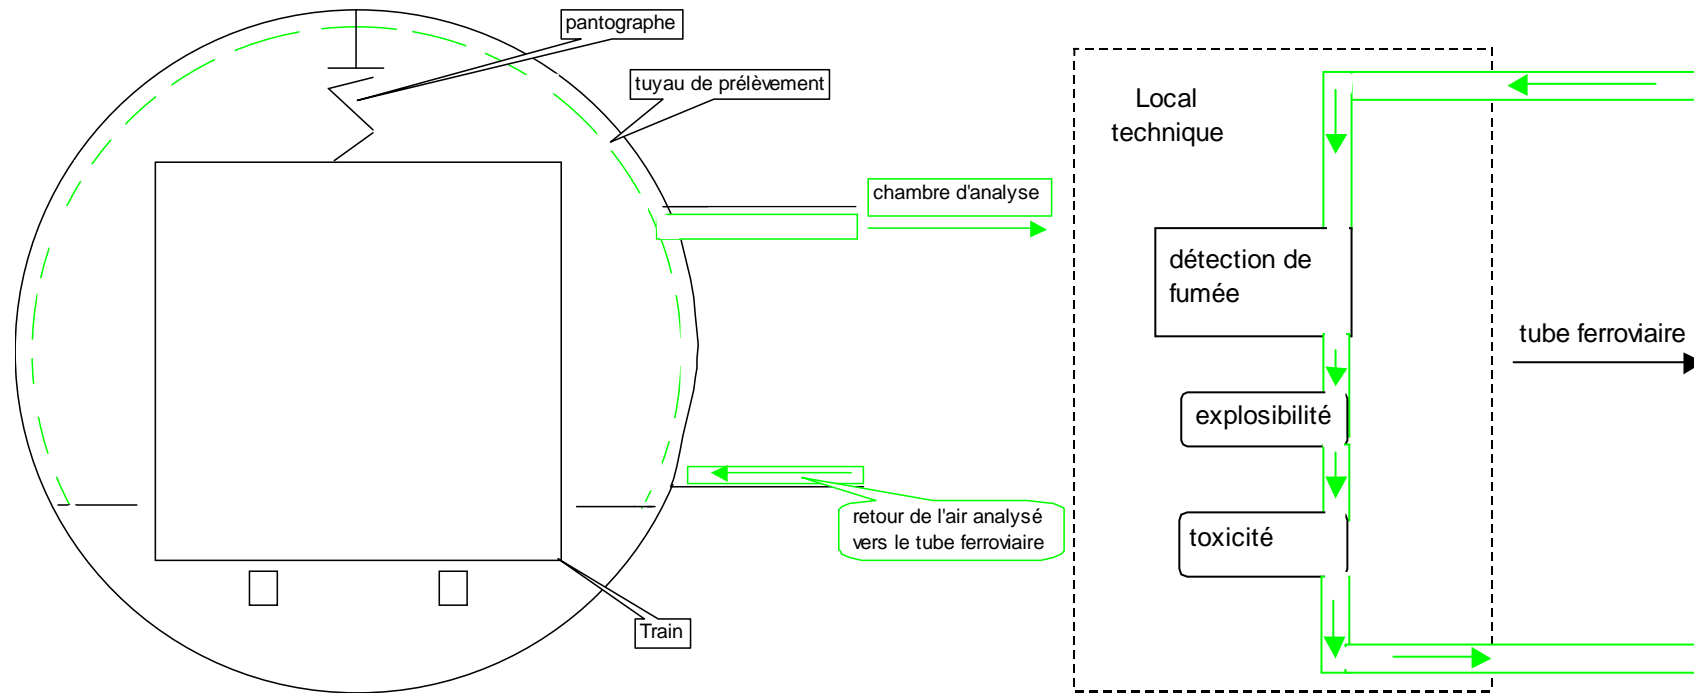 pantographe
tuyau de prélèvement
chambre d'analyse
retour de l'air analysé
vers le tube ferroviaire
Train
Local
technique
détection de
fumée
explosibilité
toxicité
tube ferroviaire